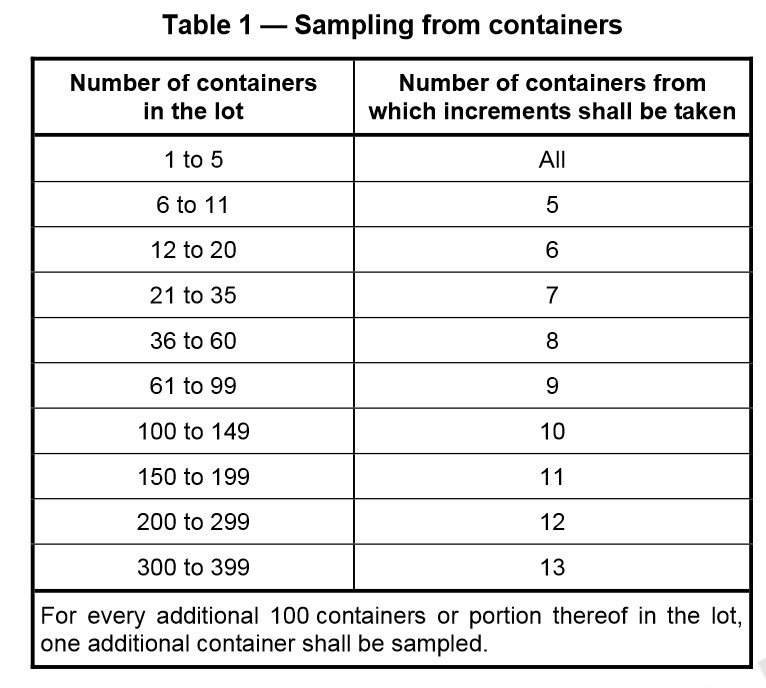 Table 1 — Sampling from containers
Number of containers in the lot
Number of containers from which increments shall be taken
1 to 5 All
6 to 11 5
12 to 20 6
21 to 35 7
36 to 60 8
61 to 99 9
100 to 149 10
150 to 199 11
200 to 299 12
300 to 399 13
For every additional 100 containers or portion thereof in the lot,
one additional container shall be sampled.